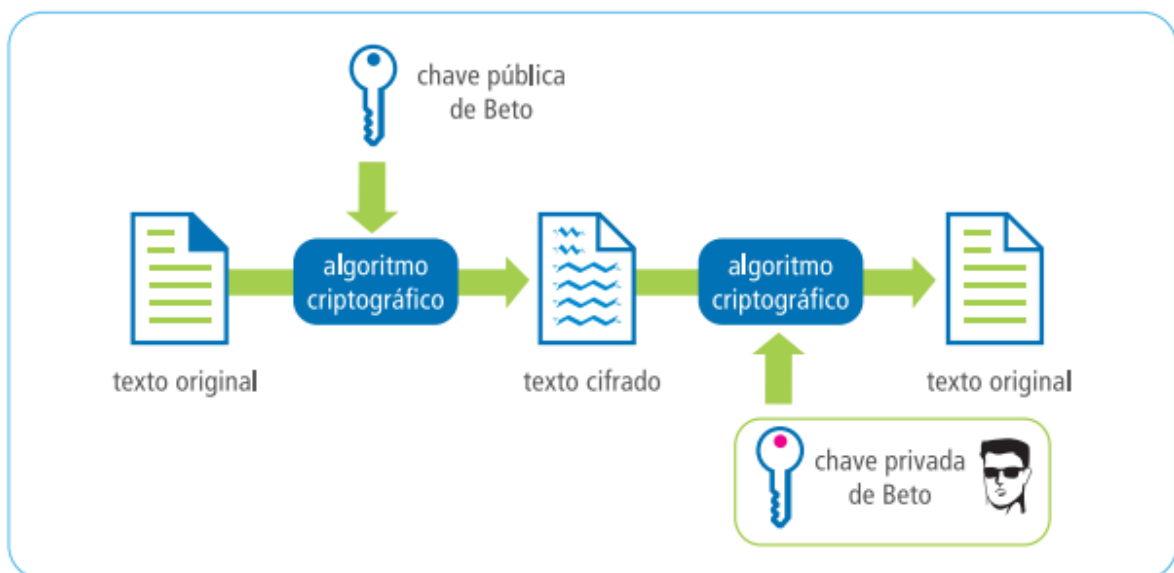 chave pública
de Beto
algoritmo
criptográfico
algoritmo
criptográfico
texto original
texto cifrado
texto original
chave privada
de Beto